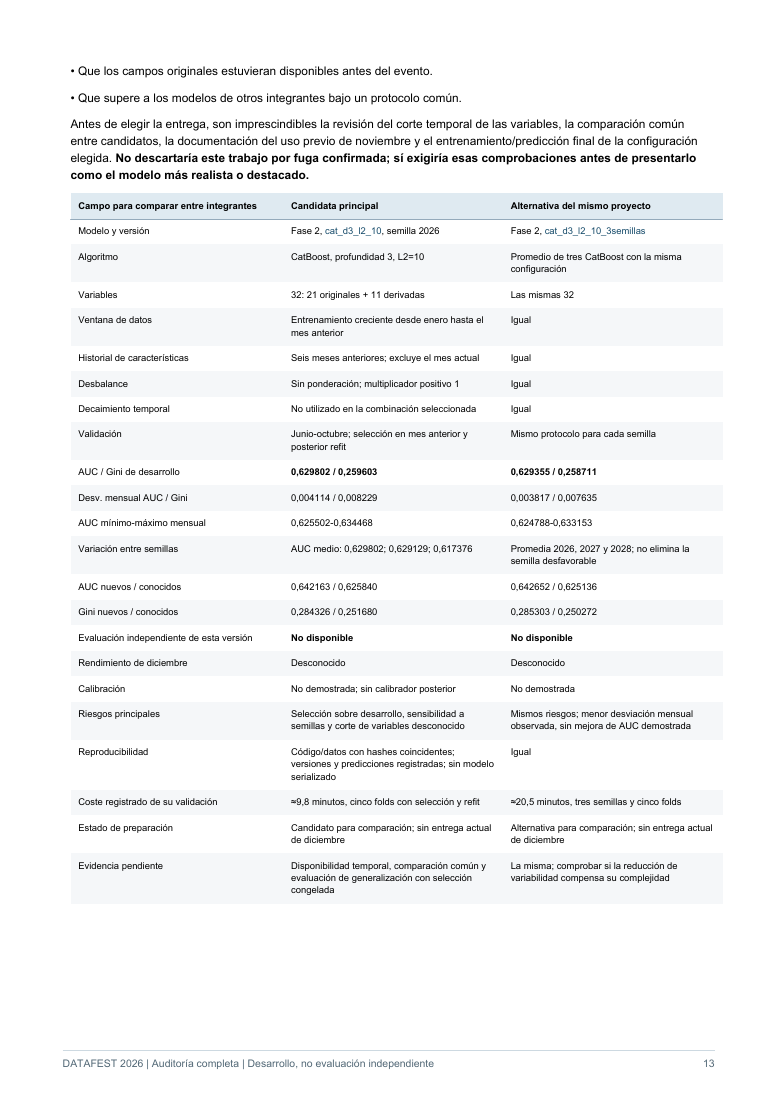 • Que los campos originales estuvieran disponibles antes del evento.
• Que supere a los modelos de otros integrantes bajo un protocolo común.
Antes de elegir la entrega, son imprescindibles la revisión del corte temporal de las variables, la comparación común
entre candidatos, la documentación del uso previo de noviembre y el entrenamiento/predicción final de la configuración
elegida. No descartaría este trabajo por fuga confirmada; sí exigiría esas comprobaciones antes de presentarlo
como el modelo más realista o destacado.
Campo para comparar entre integrantes Candidata principal Alternativa del mismo proyecto
Modelo y versión Fase 2, cat_d3_l2_10, semilla 2026 Fase 2, cat_d3_l2_10_3semillas
Algoritmo CatBoost, profundidad 3, L2=10 Promedio de tres CatBoost con la misma
configuración
Variables 32: 21 originales + 11 derivadas Las mismas 32
Ventana de datos Entrenamiento creciente desde enero hasta el Igual
mes anterior
Historial de características Seis meses anteriores; excluye el mes actual Igual
Desbalance Sin ponderación; multiplicador positivo 1 Igual
Decaimiento temporal No utilizado en la combinación seleccionada Igual
Validación Junio-octubre; selección en mes anterior y Mismo protocolo para cada semilla
posterior refit
AUC / Gini de desarrollo 0,629802 / 0,259603 0,629355 / 0,258711
Desv. mensual AUC / Gini 0,004114 / 0,008229 0,003817 / 0,007635
AUC mínimo-máximo mensual 0,625502-0,634468 0,624788-0,633153
Variación entre semillas AUC medio: 0,629802; 0,629129; 0,617376 Promedia 2026, 2027 y 2028; no elimina la
semilla desfavorable
AUC nuevos / conocidos 0,642163 / 0,625840 0,642652 / 0,625136
Gini nuevos / conocidos 0,284326 / 0,251680 0,285303 / 0,250272
Evaluación independiente de esta versión No disponible No disponible
Rendimiento de diciembre Desconocido Desconocido
Calibración No demostrada; sin calibrador posterior No demostrada
Riesgos principales Selección sobre desarrollo, sensibilidad a Mismos riesgos; menor desviación mensual
semillas y corte de variables desconocido observada, sin mejora de AUC demostrada
Reproducibilidad Código/datos con hashes coincidentes; Igual
versiones y predicciones registradas; sin modelo
serializado
Coste registrado de su validación ≈9,8 minutos, cinco folds con selección y refit ≈20,5 minutos, tres semillas y cinco folds
Estado de preparación Candidato para comparación; sin entrega actual Alternativa para comparación; sin entrega actual
de diciembre de diciembre
Evidencia pendiente Disponibilidad temporal, comparación común y La misma; comprobar si la reducción de
evaluación de generalización con selección variabilidad compensa su complejidad
congelada
DATAFEST 2026 | Auditoría completa | Desarrollo, no evaluación independiente 13